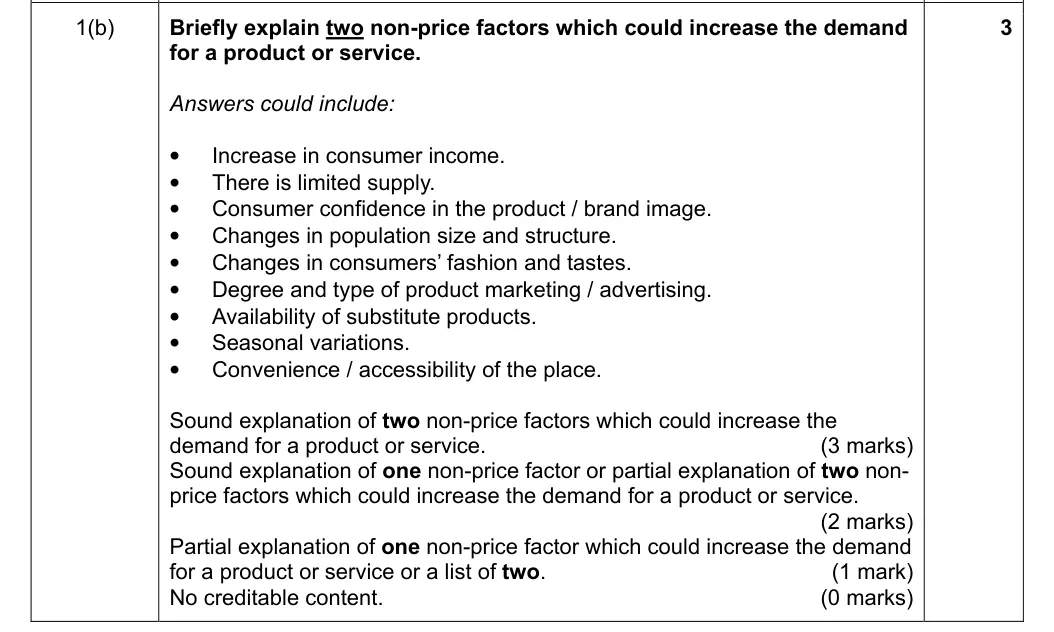 1(b)
Briefly explain two non-price factors which could increase the demand
for a product or service.
3
Answers could include:
• Increase in consumer income.
• There is limited supply.
• Consumer confidence in the product / brand image.
• Changes in population size and structure.
• Changes in consumers’ fashion and tastes.
• Degree and type of product marketing / advertising.
• Availability of substitute products.
• Seasonal variations.
• Convenience / accessibility of the place.
Sound explanation of two non-price factors which could increase the
demand for a product or service. (3 marks)
Sound explanation of one non-price factor or partial explanation of two non-
price factors which could increase the demand for a product or service.
(2 marks)
Partial explanation of one non-price factor which could increase the demand
for a product or service or a list of two. (1 mark)
No creditable content. (0 marks)